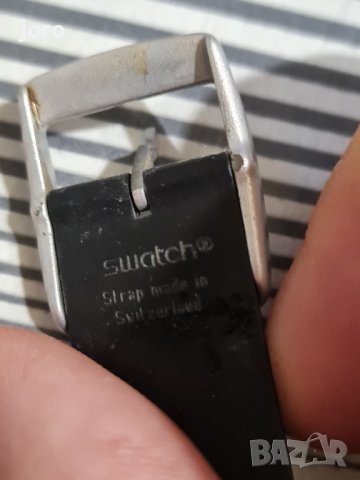 joro
swatch®
Strap made in
Switzerland
BAZAR